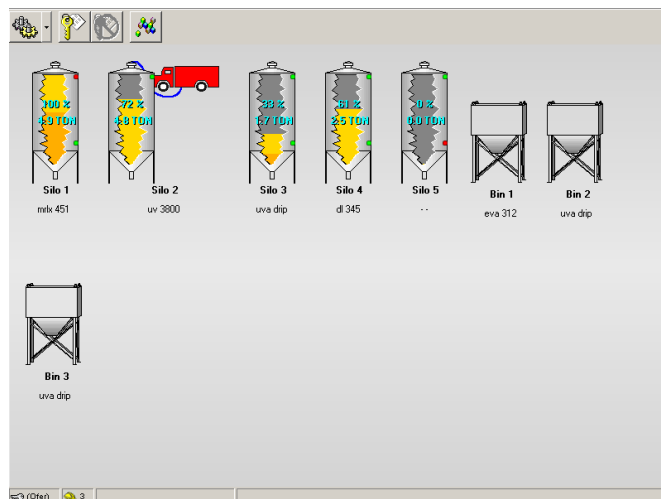 100 %
4.9 TON
72 %
4.8 TON
33 %
1.7 TON
61 %
2.5 TON
0 %
0.0 TON
Silo 1
Silo 2
Silo 3
Silo 4
Silo 5
Bin 1
Bin 2
mrlx 451
uv 3800
uva drip
dl 345
- -
eva 312
uva drip
Bin 3
uva drip
(Ofer)
3